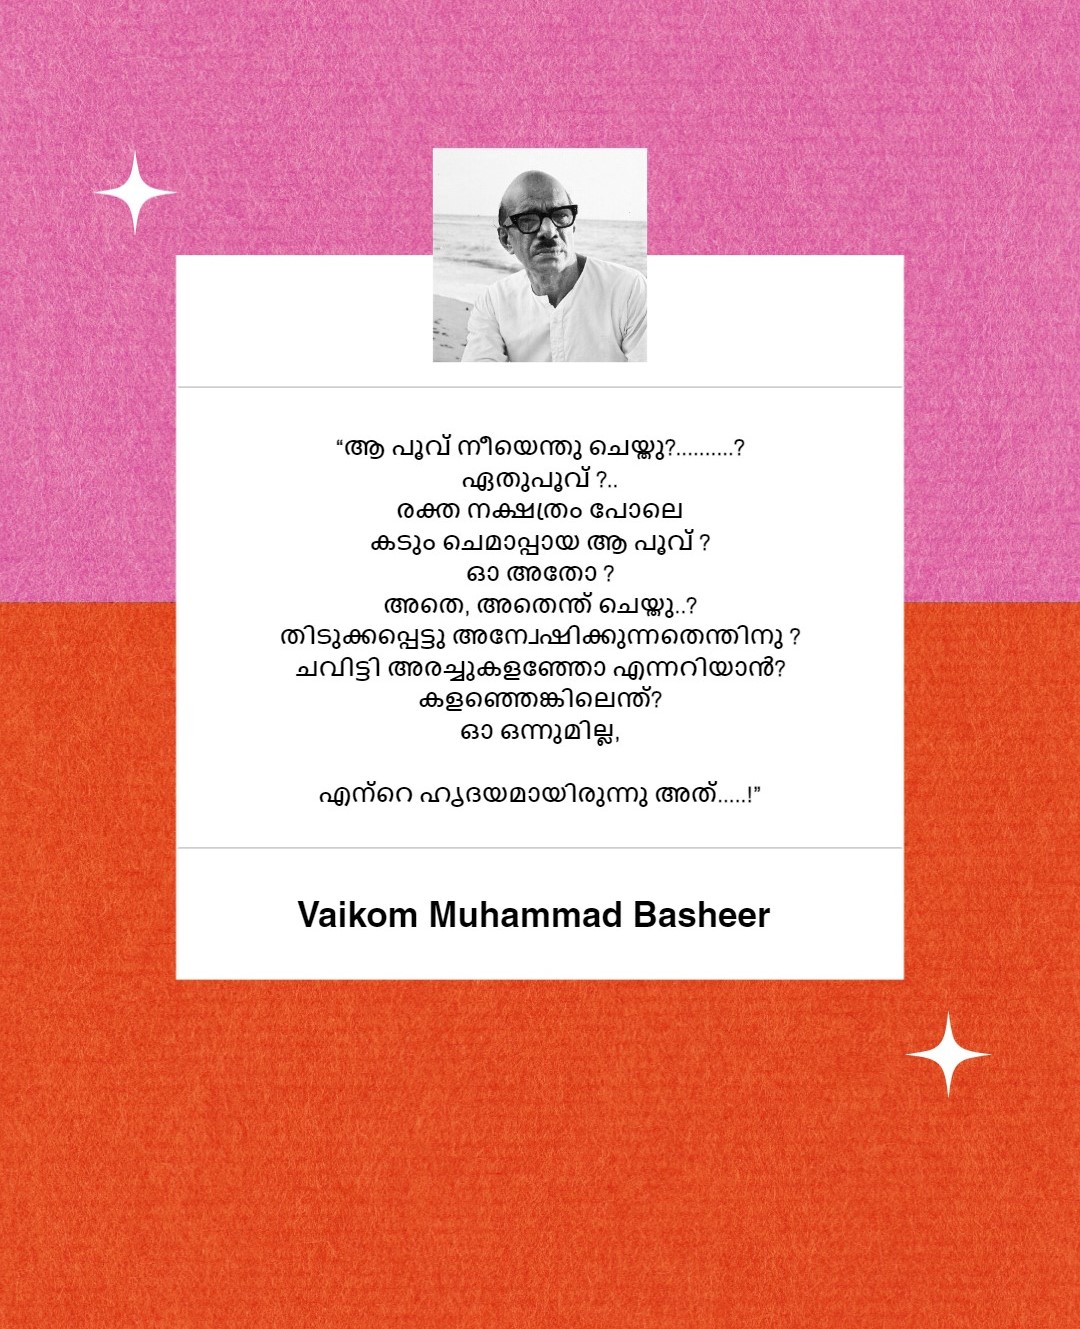 “ആ പൂവ് നീയെന്തു ചെയ്തു?..........?
ഏതുപൂവ് ?..
രക്ത നക്ഷത്രം പോലെ
കടും ചെമാപ്പായ ആ പൂവ് ?
ഓ അതോ ?
അതെ, അതെന്ത് ചെയ്തു..?
തിടുക്കപ്പെട്ടു അന്വേഷിക്കുന്നതെന്തിനു ?
ചവിട്ടി അരച്ചുകളഞ്ഞോ എന്നറിയാൻ?
കളഞ്ഞെങ്കിലെന്ത്?
ഓ ഒന്നുമില്ല,
എന്റെ ഹൃദയമായിരുന്നു അത്.....!”
Vaikom Muhammad Basheer